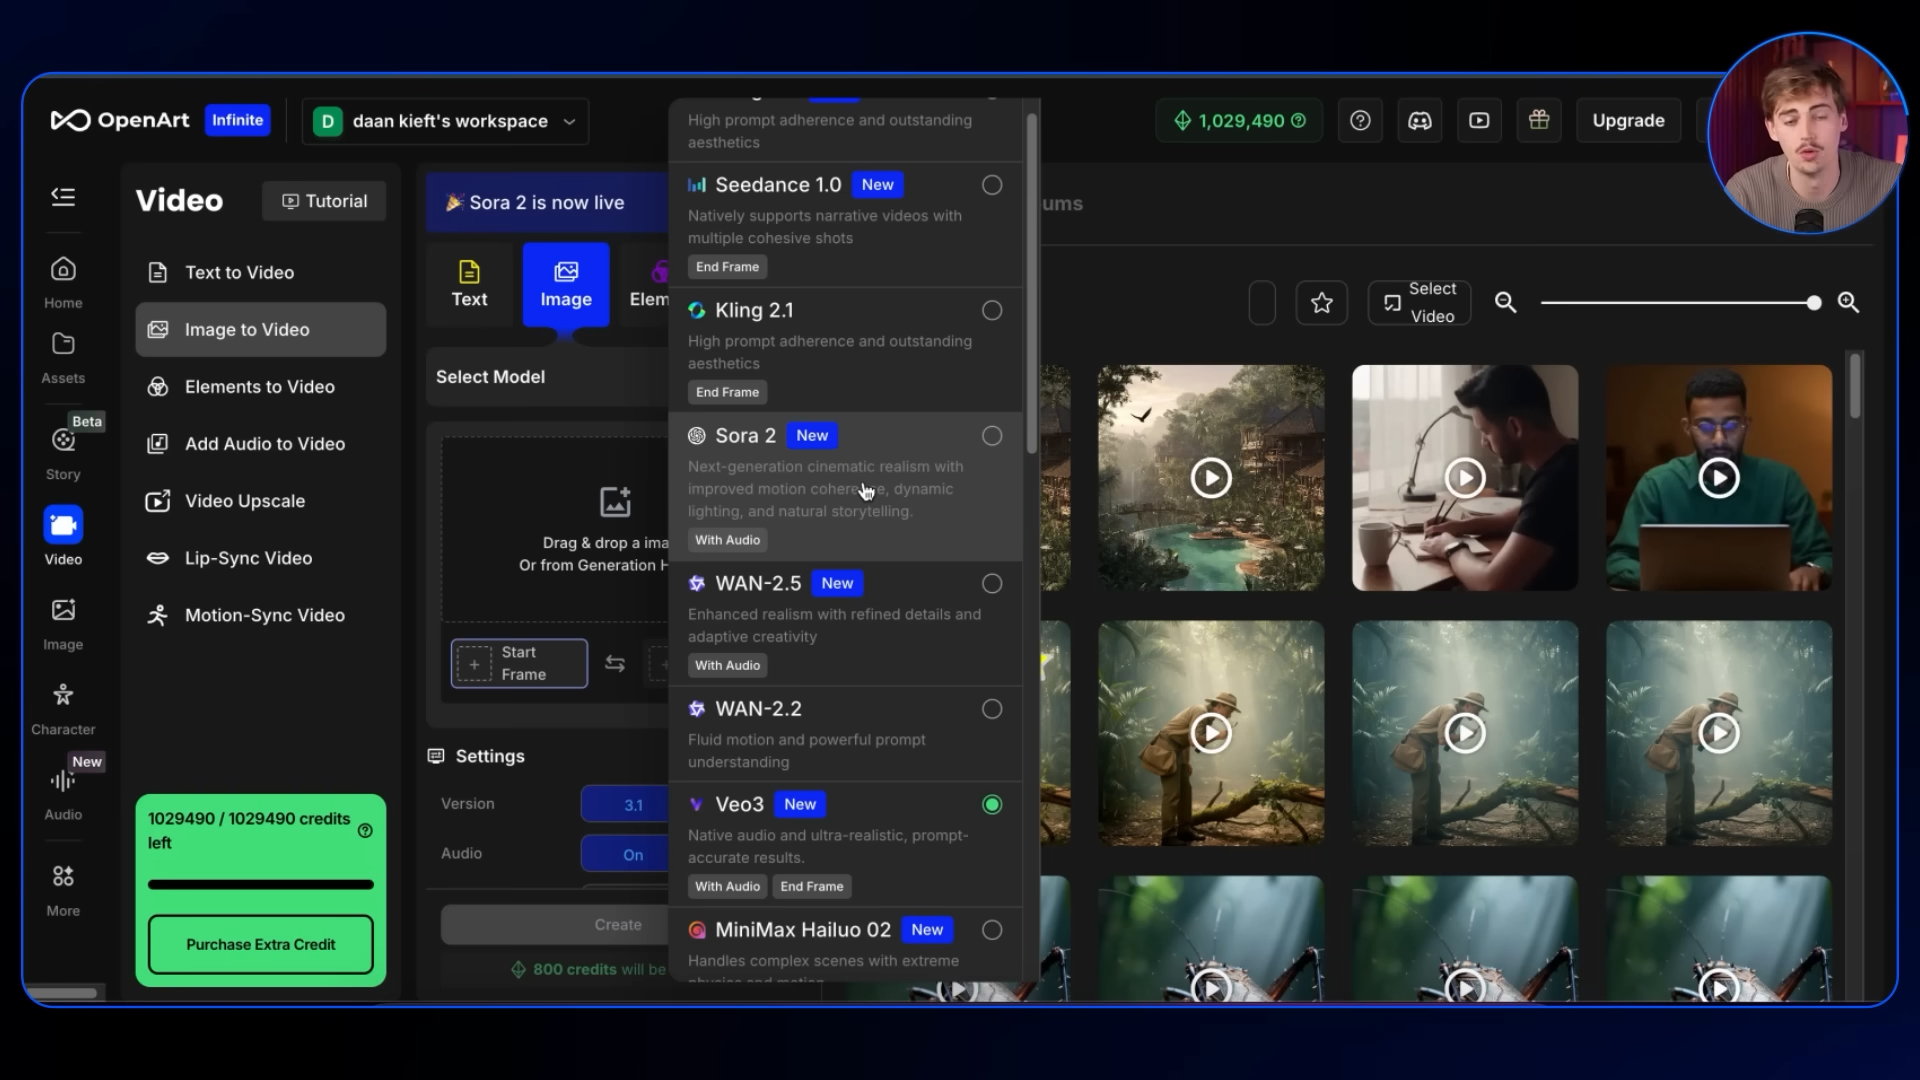 OpenArt
Infinite
D
daan kieft's workspace
1,029,490
Upgrade
Video
Tutorial
Text to Video
Image to Video
Elements to Video
Add Audio to Video
Video Upscale
Lip-Sync Video
Motion-Sync Video
1029490 / 1029490 credits
left
Purchase Extra Credit
Home
Assets
Beta
Story
Video
Image
Character
New
Audio
More
🎉 Sora 2 is now live
Text
Image
Elem
Select Model
Drag & drop a ima
Or from Generation H
Start
Frame
Settings
Version
3.1
Audio
On
Create
800 credits will be
High prompt adherence and outstanding
aesthetics
Seedance 1.0
New
Natively supports narrative videos with
multiple cohesive shots
End Frame
Kling 2.1
High prompt adherence and outstanding
aesthetics
End Frame
Sora 2
New
Next-generation cinematic realism with
improved motion coherence, dynamic
lighting, and natural storytelling.
With Audio
WAN-2.5
New
Enhanced realism with refined details and
adaptive creativity
With Audio
WAN-2.2
Fluid motion and powerful prompt
understanding
Veo3
New
Native audio and ultra-realistic, prompt-
accurate results.
With Audio
End Frame
MiniMax Hailuo 02
New
Handles complex scenes with extreme
physics and motion
ums
Select
Video